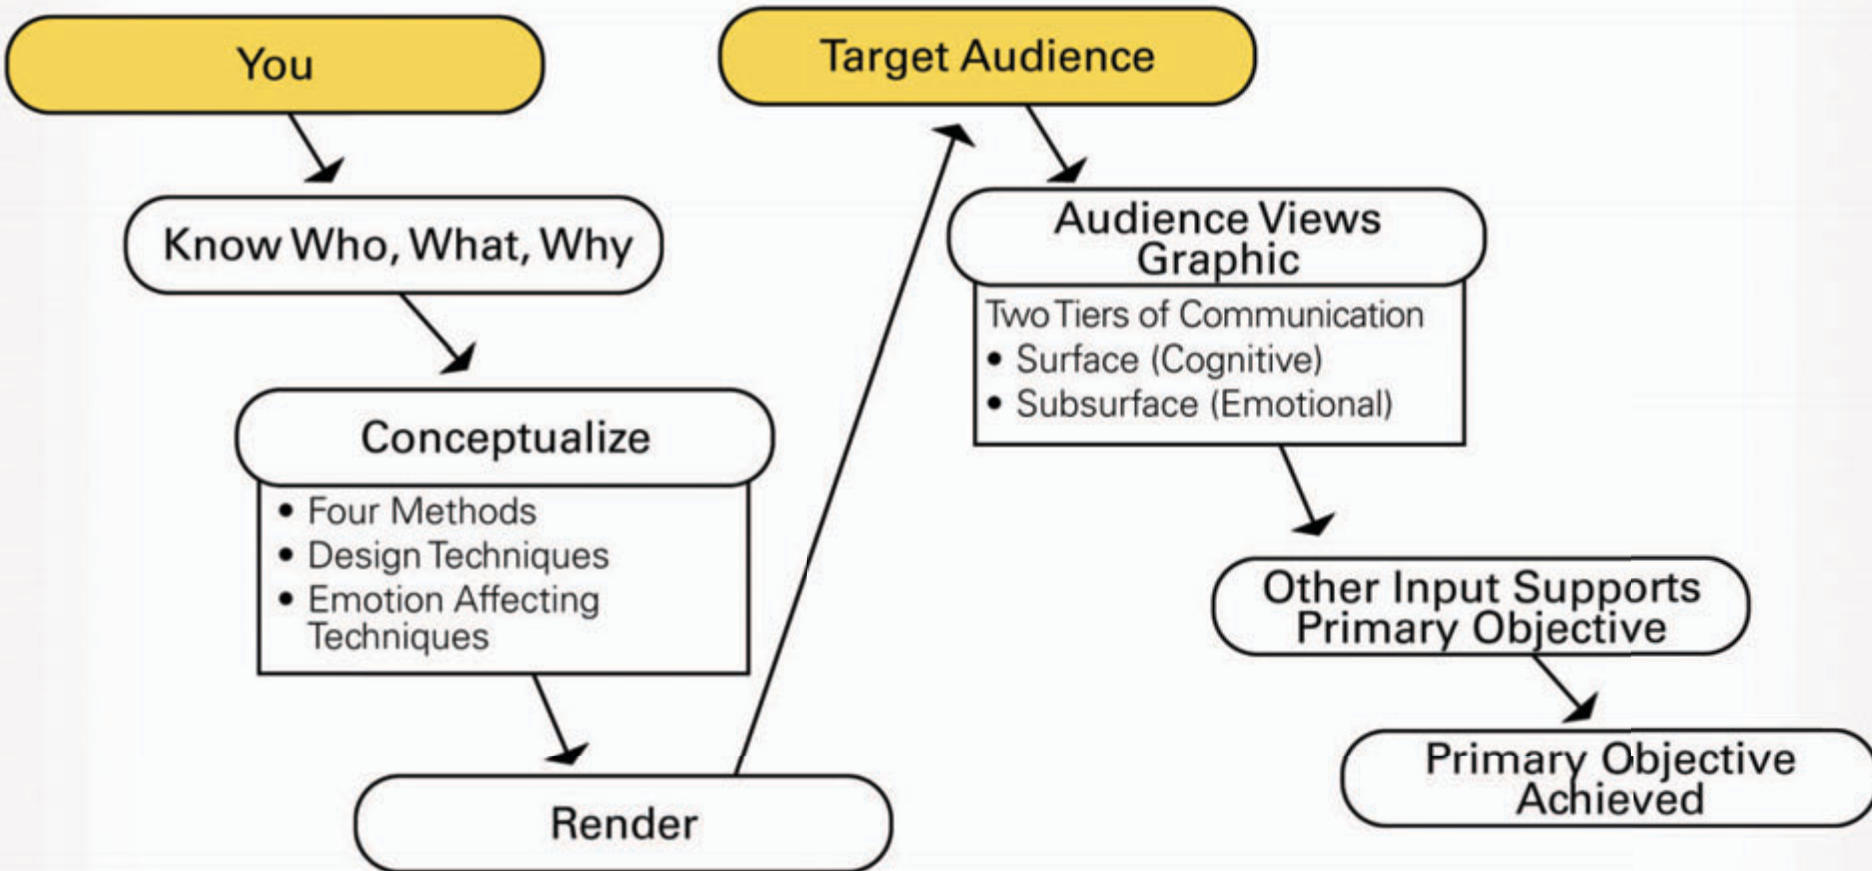 You
Know Who, What, Why
Conceptualize
• Four Methods
• Design Techniques
• Emotion Affecting
Techniques
Render
Target Audience
Audience Views
Graphic
Two Tiers of Communication
• Surface (Cognitive)
• Subsurface (Emotional)
Other Input Supports
Primary Objective
Primary Objective
Achieved